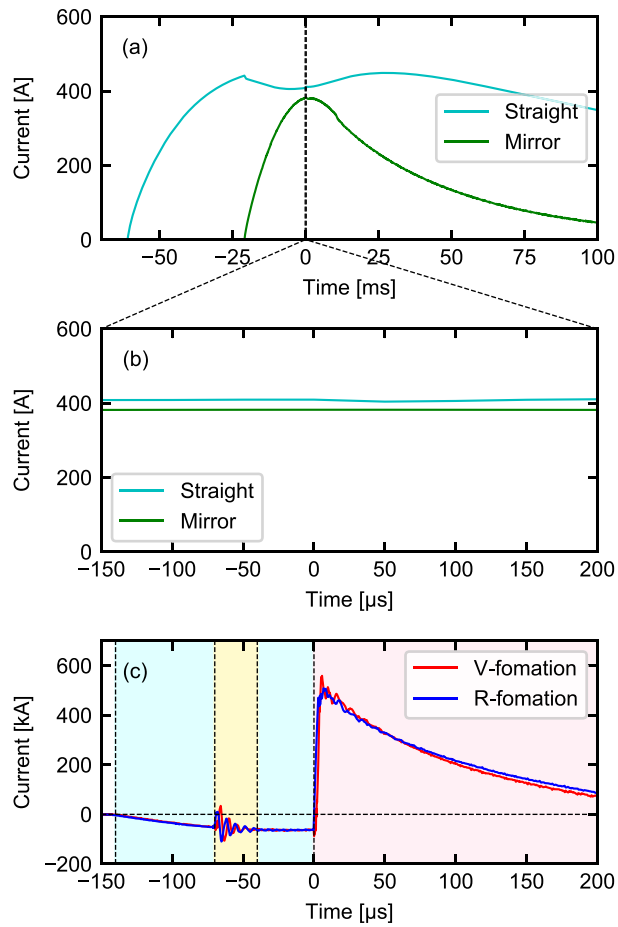 (a)
600
400
200
0
Current [A]
Straight
Mirror
−50 −25 0 25 50 75 100
Time [ms]
(b)
600
400
200
0
Current [A]
Straight
Mirror
−150 −100 −50 0 50 100 150 200
Time [µs]
(c)
600
400
200
0
−200
Current [kA]
V-fomation
R-fomation
−150 −100 −50 0 50 100 150 200
Time [µs]